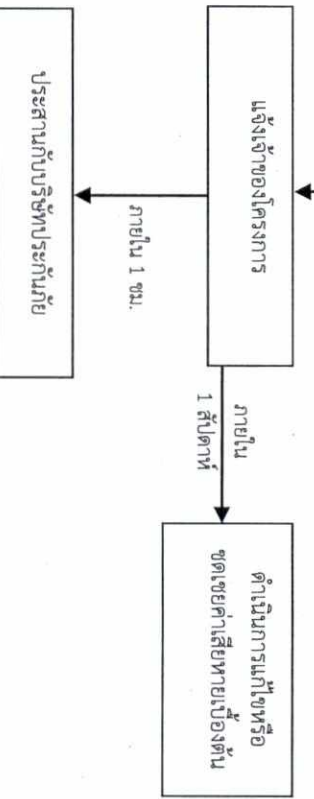 แจ้งเจ้าของโครงการ
ภายใน
1 สัปดาห์
ดำเนินการแก้ไขหรือ
ชดเชยค่าเสียหายเบื้องต้น
ภายใน 1 ชม.
ประสานกับบริษัทประกันภัย